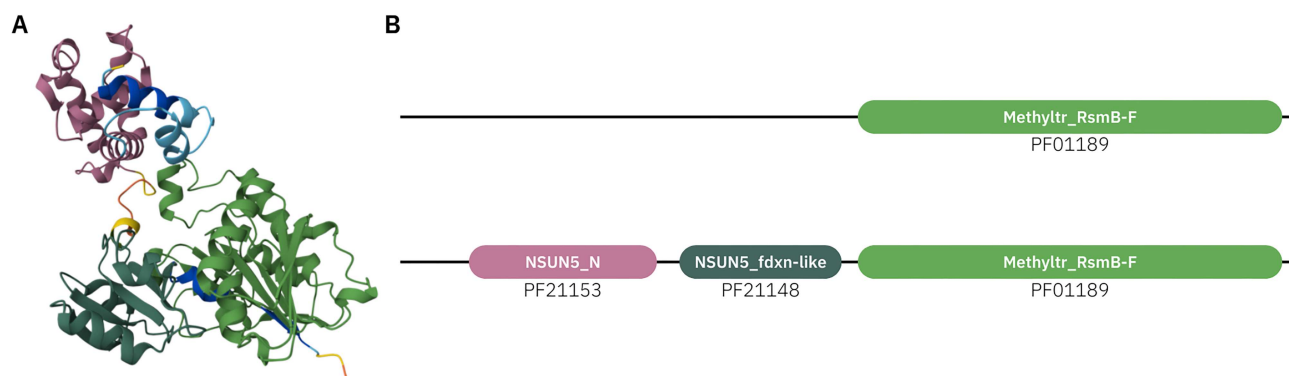 A
B
Methyltr_RsmB-F
PF01189
NSUN5_N
NSUN5_fdxn-like
Methyltr_RsmB-F
PF21153
PF21148
PF01189